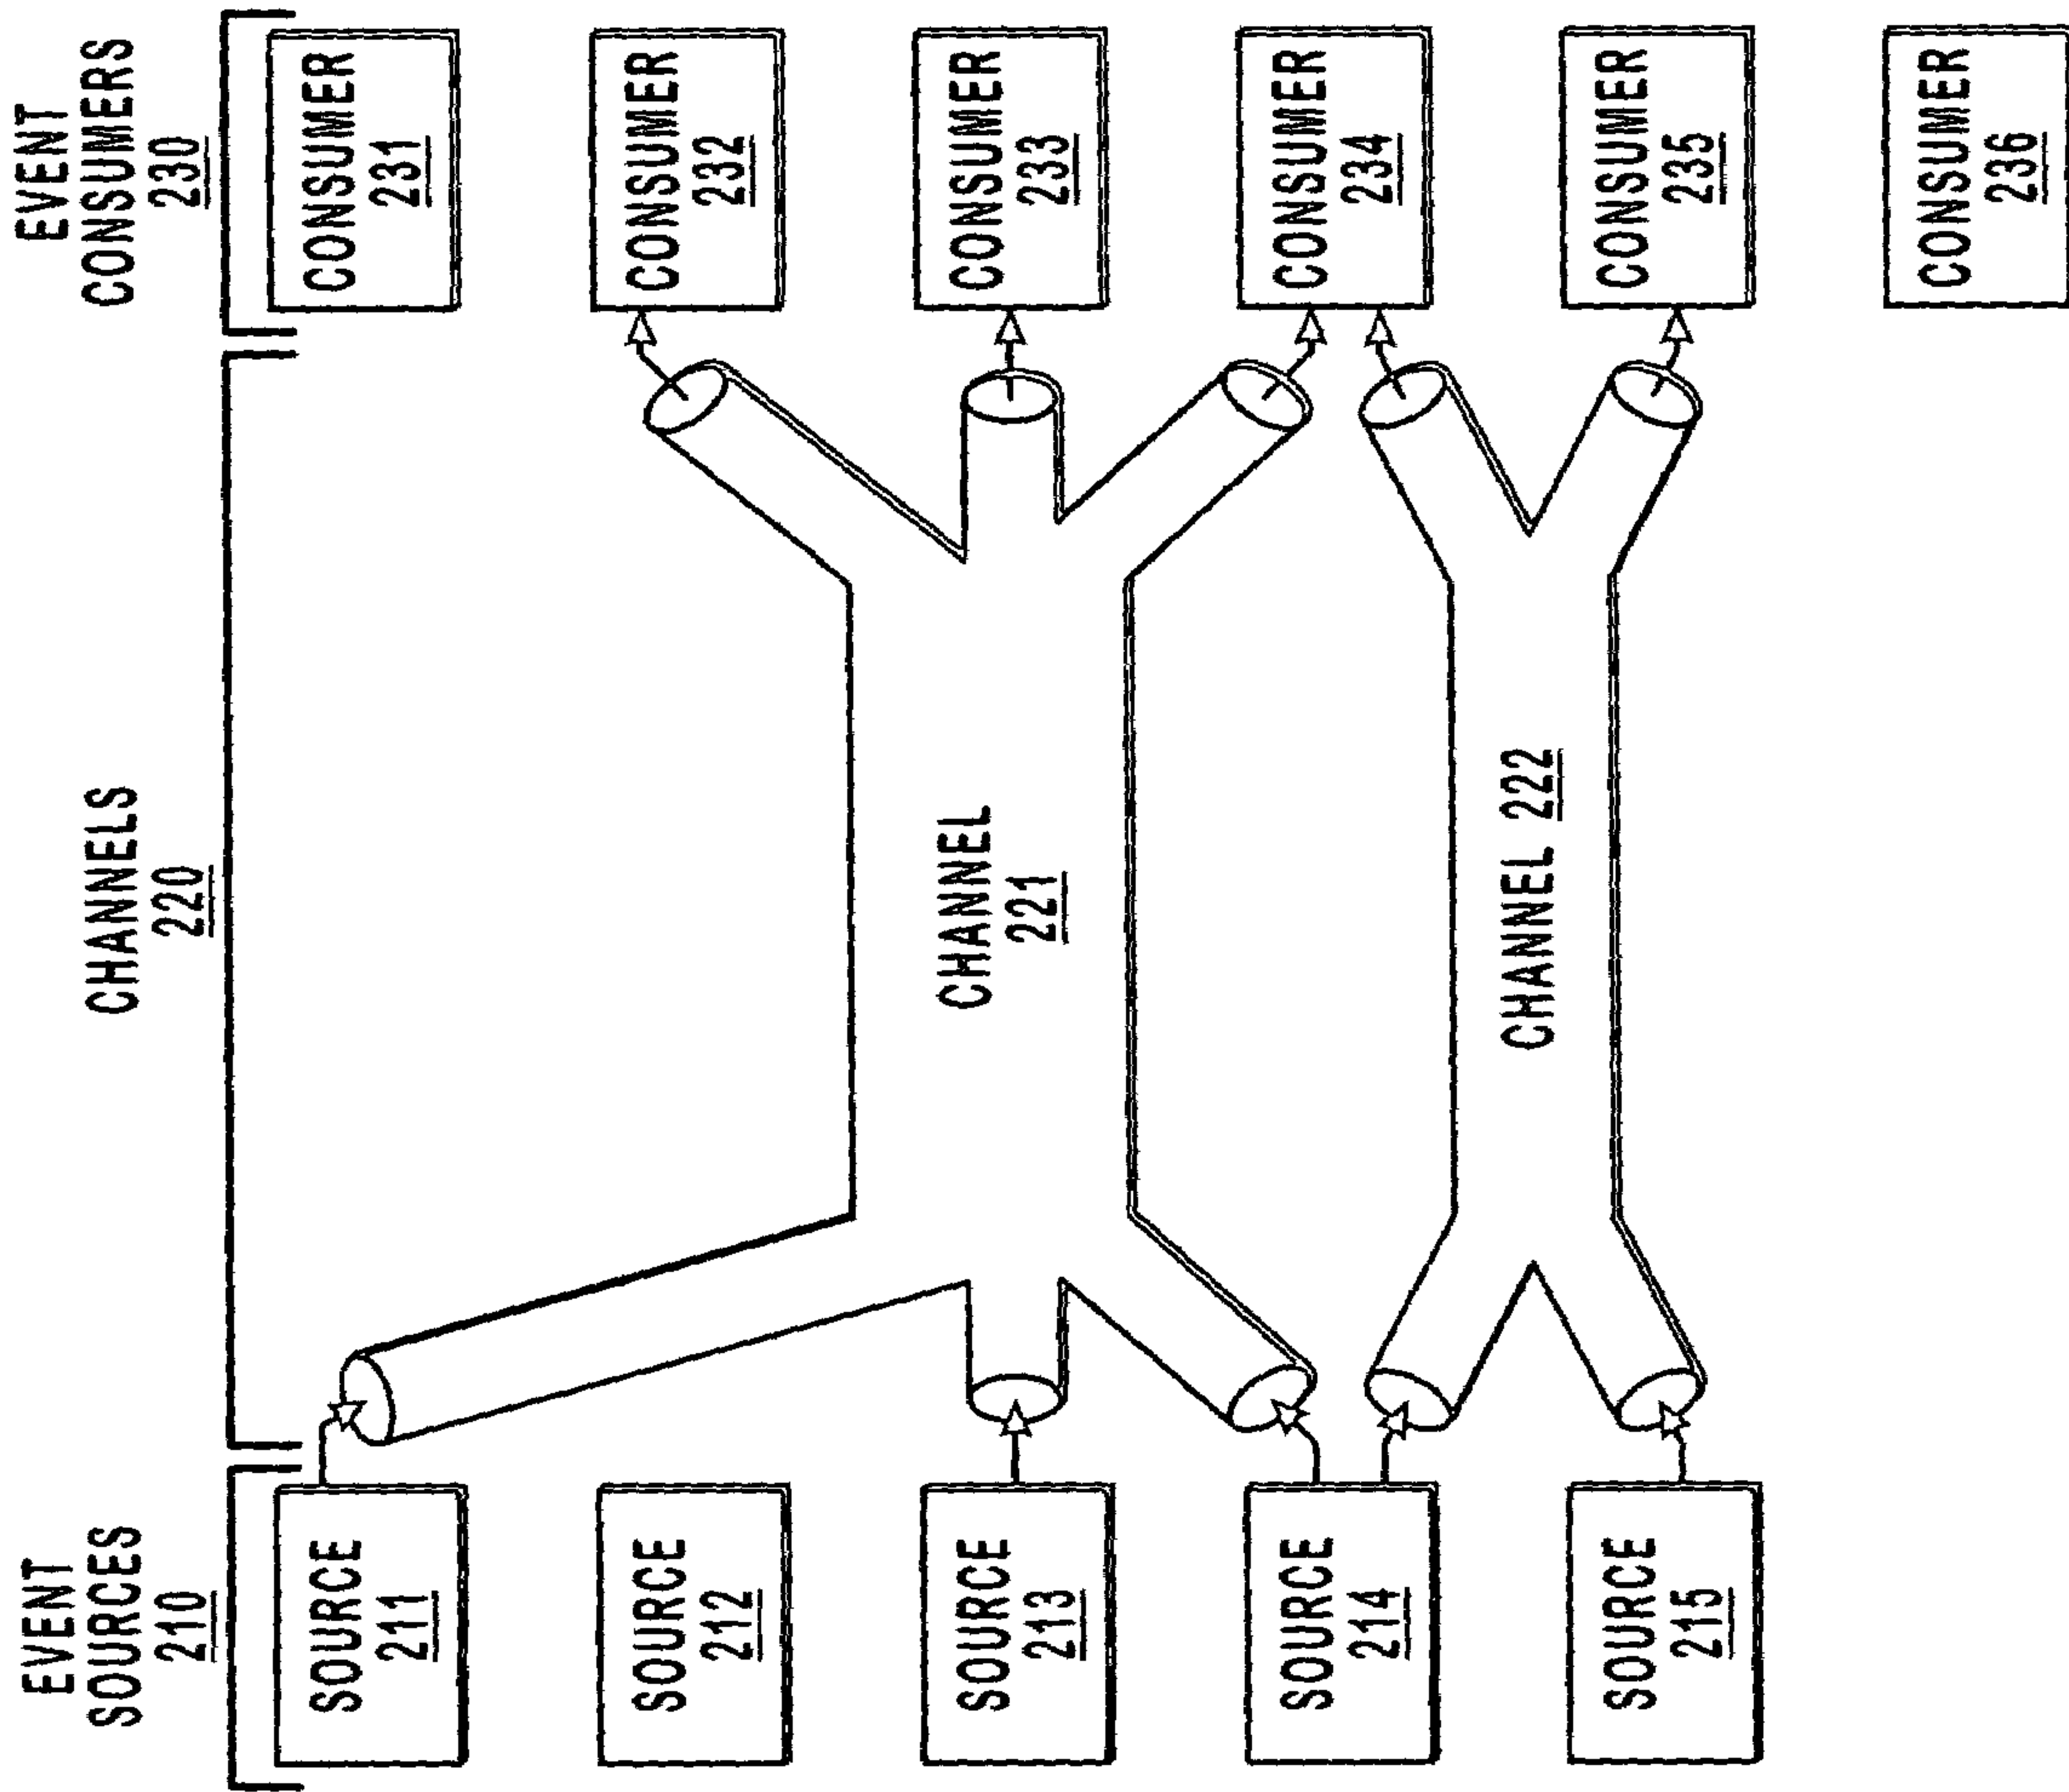 EVENT
SOURCES
210
CHANNELS
220
EVENT
CONSUMERS
230
SOURCE
211
SOURCE
212
SOURCE
213
SOURCE
214
SOURCE
215
CHANNEL
221
CHANNEL 222
CONSUMER
231
CONSUMER
232
CONSUMER
233
CONSUMER
234
CONSUMER
235
CONSUMER
236